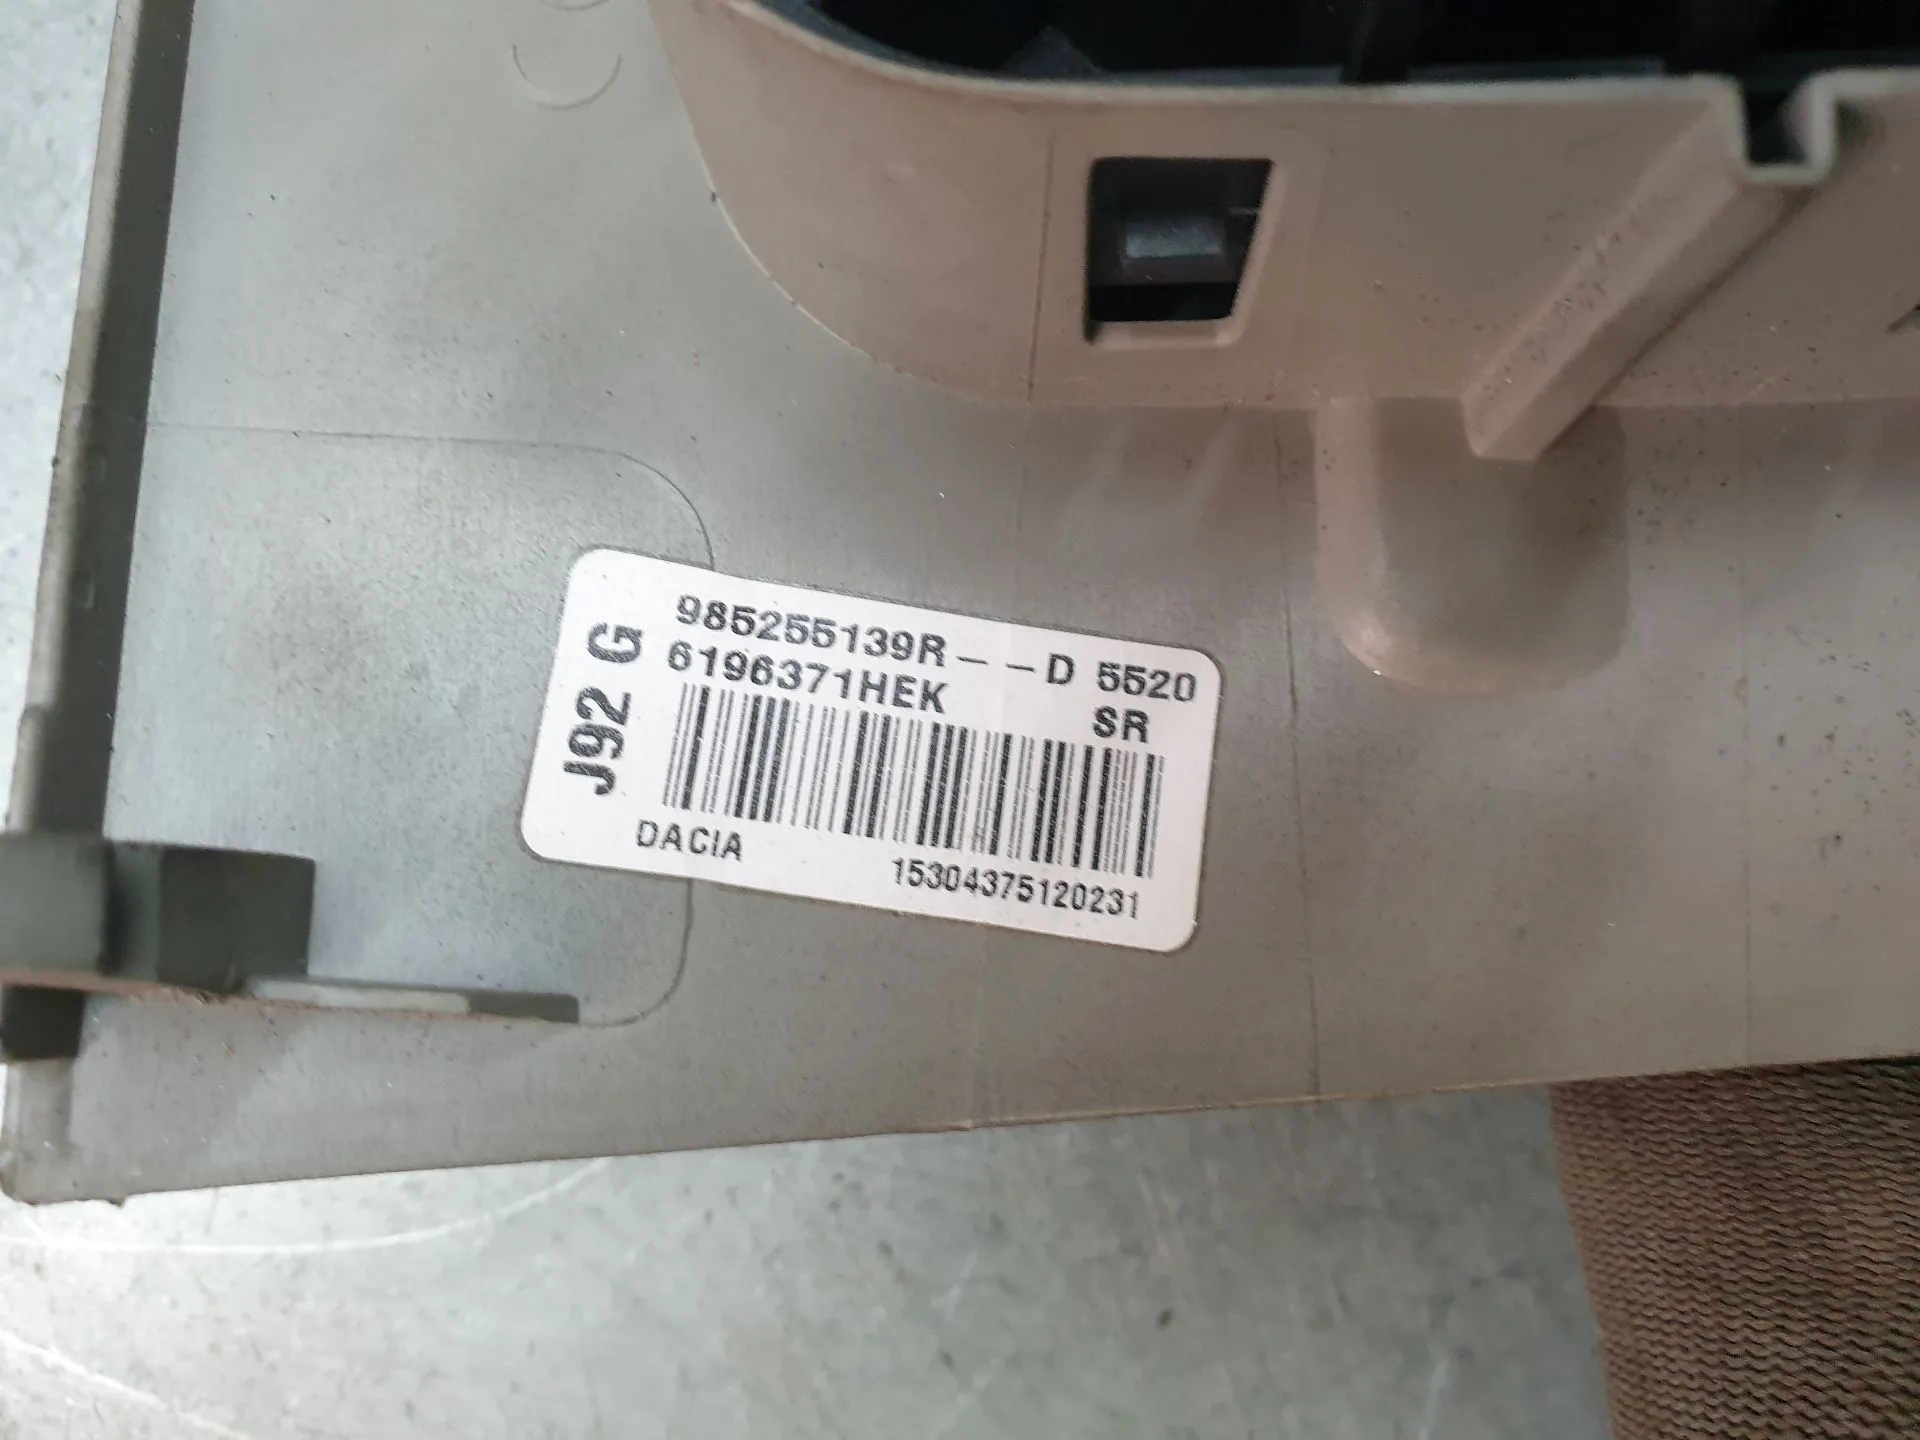 J92 G
985255139R--D 5520
6196371HEK SR
DACIA 15304375120231